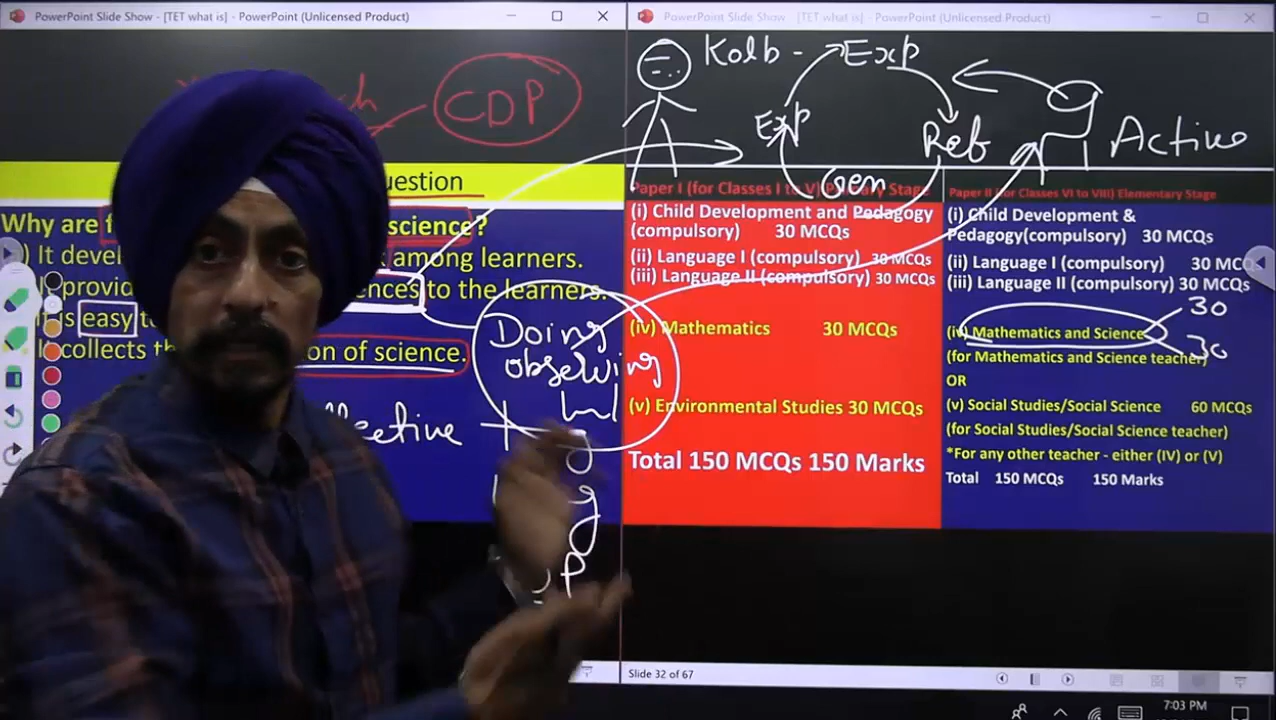 PowerPoint Slide Show - [TET what is] - PowerPoint (Unlicensed Product)
CDP
uestion
Why are f science?
) It devel among learners.
provid ences to the learners.
is easy t
collects th on of science.
Doing
observing
ective
PowerPoint Slide Show - [TET what is] - PowerPoint (Unlicensed Product)
Kolb - Exp
Exp Ref Active
Gen
Paper I (for Classes I to V) Primary Stage
(i) Child Development and Pedagogy
(compulsory) 30 MCQs
(ii) Language I (compulsory) 30 MCQs
(iii) Language II (compulsory) 30 MCQs
(iv) Mathematics 30 MCQs
(v) Environmental Studies 30 MCQs
Total 150 MCQs 150 Marks
Paper II (for Classes VI to VIII) Elementary Stage
(i) Child Development &
Pedagogy(compulsory) 30 MCQs
(ii) Language I (compulsory) 30 MCQs
(iii) Language II (compulsory) 30 MCQs
30
(iv) Mathematics and Science
30
(for Mathematics and Science teacher)
OR
(v) Social Studies/Social Science 60 MCQs
(for Social Studies/Social Science teacher)
*For any other teacher - either (IV) or (V)
Total 150 MCQs 150 Marks
Slide 32 of 67
7:03 PM